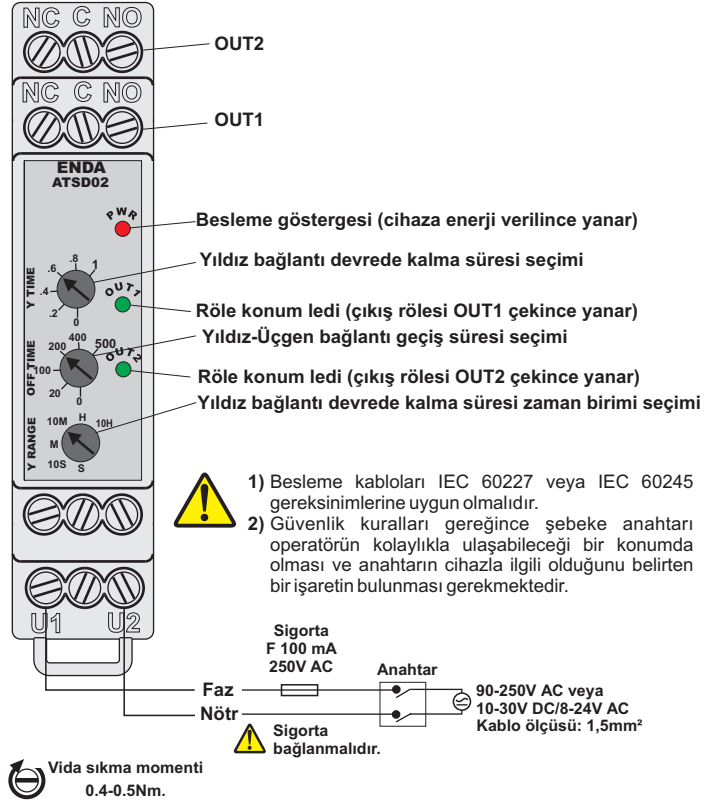 NC C NO
OUT2
NC C NO
OUT1
ENDA
ATSD02
PWR
Besleme göstergesi (cihaza enerji verilince yanar)
Yıldız bağlantı devrede kalma süresi seçimi
Y TIME
0
.2
.4
.6
.8
1
OUT1
Röle konum ledi (çıkış rölesi OUT1 çekince yanar)
Yıldız-Üçgen bağlantı geçiş süresi seçimi
OFF TIME
0
20
100
200
400
500
OUT2
Röle konum ledi (çıkış rölesi OUT2 çekince yanar)
Yıldız bağlantı devrede kalma süresi zaman birimi seçimi
Y RANGE
S
10S
M
10M
H
10H
1) Besleme kabloları IEC 60227 veya IEC 60245
gereksinimlerine uygun olmalıdır.
2) Güvenlik kuralları gereğince şebeke anahtarı
operatörün kolaylıkla ulaşabileceği bir konumda
olması ve anahtarın cihazla ilgili olduğunu belirten
bir işaretin bulunması gerekmektedir.
U1 U2
Sigorta
F 100 mA
250V AC
Anahtar
Faz
Nötr
90-250V AC veya
10-30V DC/8-24V AC
Kablo ölçüsü: 1,5mm²
Sigorta
bağlanmalıdır.
Vida sıkma momenti
0.4-0.5Nm.